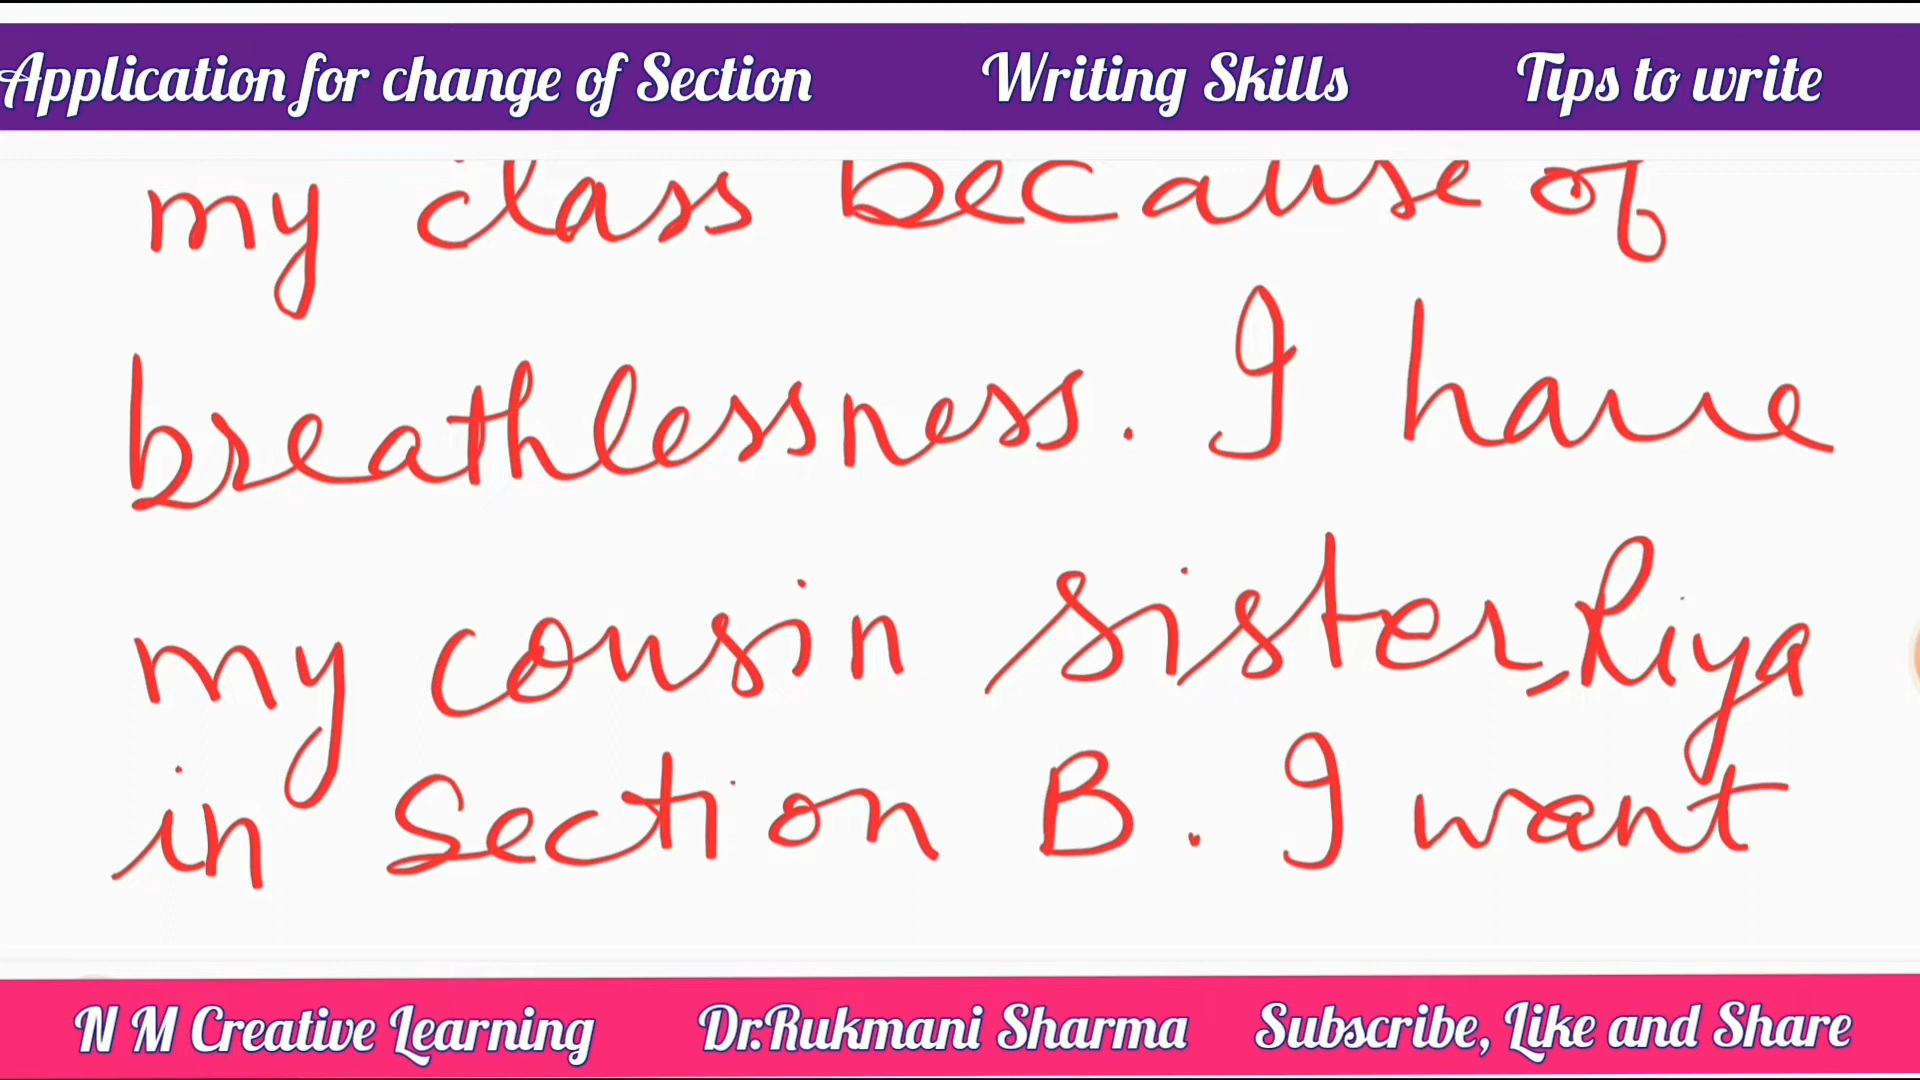 Application for change of Section Writing Skills Tips to write
my class because of
breathlessness. I have
my cousin sister, Riya
in Section B. I want
N M Creative Learning Dr.Rukmani Sharma Subscribe, Like and Share